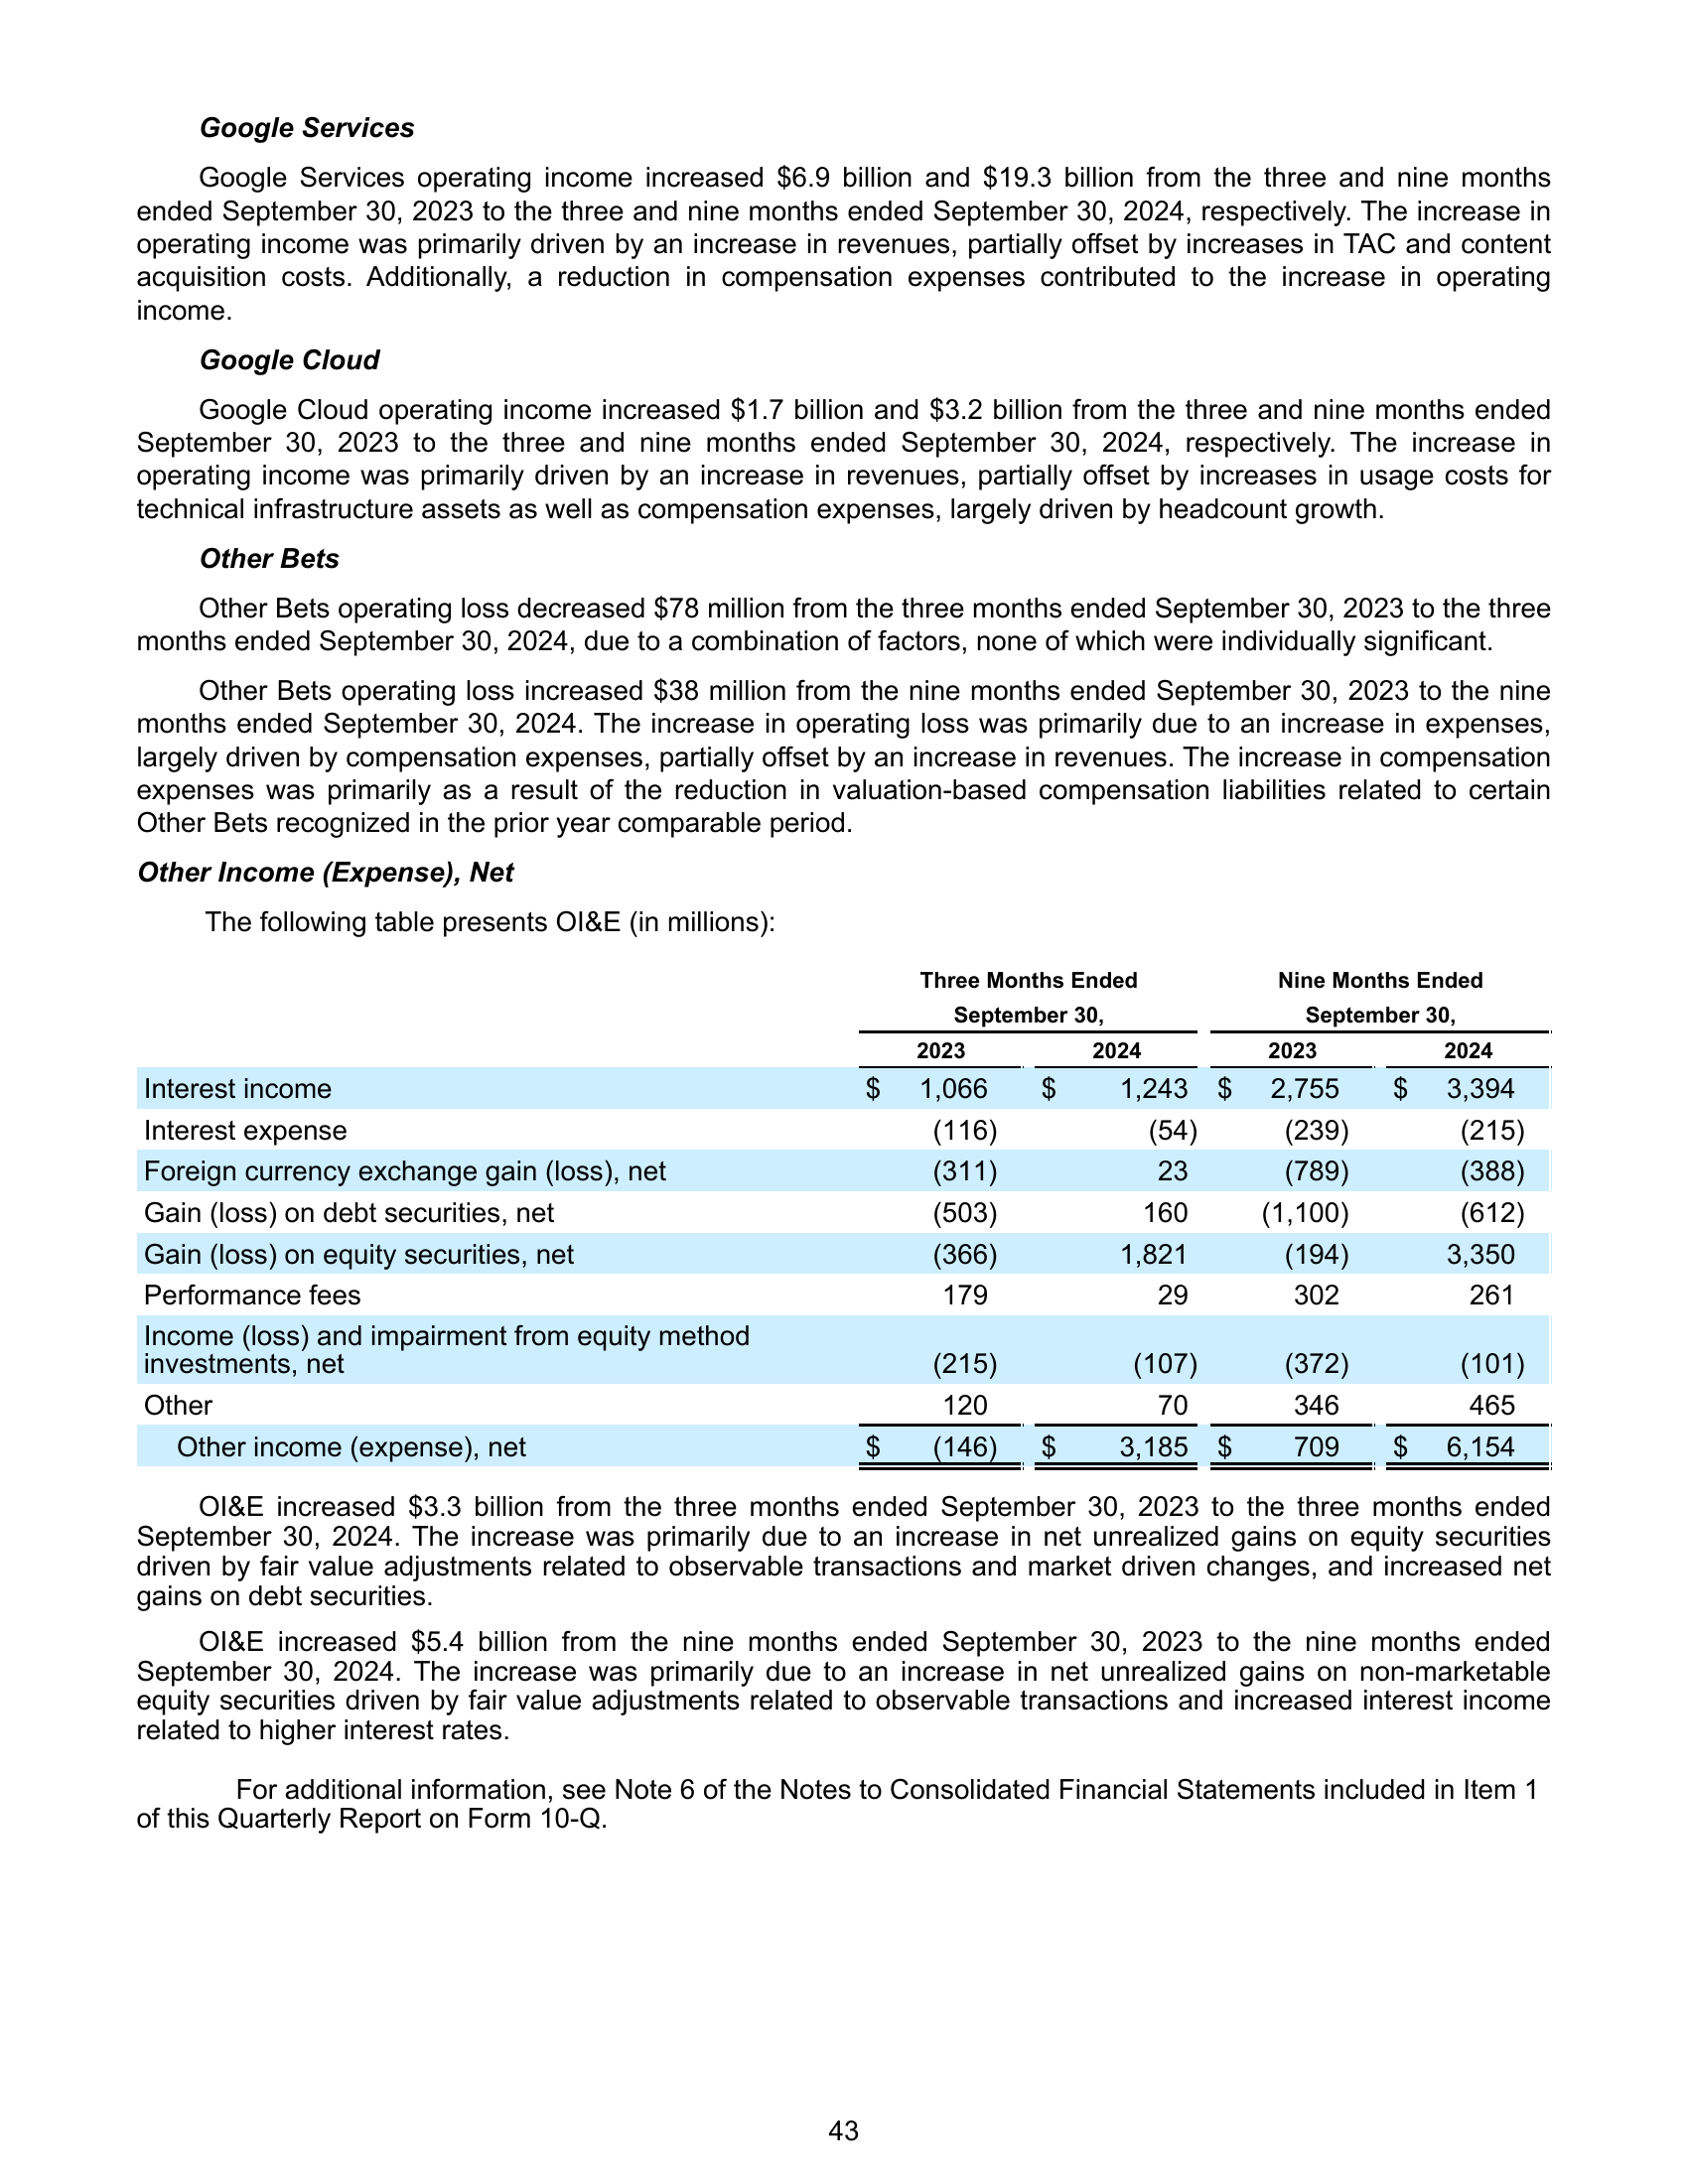 Google Services
Google Services operating income increased $6.9 billion and $19.3 billion from the three and nine months
ended September 30, 2023 to the three and nine months ended September 30, 2024, respectively. The increase in
operating income was primarily driven by an increase in revenues, partially offset by increases in TAC and content
acquisition costs. Additionally, a reduction in compensation expenses contributed to the increase in operating
income.
Google Cloud
Google Cloud operating income increased $1.7 billion and $3.2 billion from the three and nine months ended
September 30, 2023 to the three and nine months ended September 30, 2024, respectively. The increase in
operating income was primarily driven by an increase in revenues, partially offset by increases in usage costs for
technical infrastructure assets as well as compensation expenses, largely driven by headcount growth.
Other Bets
Other Bets operating loss decreased $78 million from the three months ended September 30, 2023 to the three
months ended September 30, 2024, due to a combination of factors, none of which were individually significant.
Other Bets operating loss increased $38 million from the nine months ended September 30, 2023 to the nine
months ended September 30, 2024. The increase in operating loss was primarily due to an increase in expenses,
largely driven by compensation expenses, partially offset by an increase in revenues. The increase in compensation
expenses was primarily as a result of the reduction in valuation-based compensation liabilities related to certain
Other Bets recognized in the prior year comparable period.
Other Income (Expense), Net
The following table presents OI&E (in millions):
Three Months Ended Nine Months Ended
September 30, September 30,
2023 2024 2023 2024
Interest income $ 1,066 $ 1,243 $ 2,755 $ 3,394
Interest expense (116) (54) (239) (215)
Foreign currency exchange gain (loss), net (311) 23 (789) (388)
Gain (loss) on debt securities, net (503) 160 (1,100) (612)
Gain (loss) on equity securities, net (366) 1,821 (194) 3,350
Performance fees 179 29 302 261
Income (loss) and impairment from equity method
investments, net (215) (107) (372) (101)
Other 120 70 346 465
Other income (expense), net $ (146) $ 3,185 $ 709 $ 6,154
OI&E increased $3.3 billion from the three months ended September 30, 2023 to the three months ended
September 30, 2024. The increase was primarily due to an increase in net unrealized gains on equity securities
driven by fair value adjustments related to observable transactions and market driven changes, and increased net
gains on debt securities.
OI&E increased $5.4 billion from the nine months ended September 30, 2023 to the nine months ended
September 30, 2024. The increase was primarily due to an increase in net unrealized gains on non-marketable
equity securities driven by fair value adjustments related to observable transactions and increased interest income
related to higher interest rates.
For additional information, see Note 6 of the Notes to Consolidated Financial Statements included in Item 1
of this Quarterly Report on Form 10-Q.
43